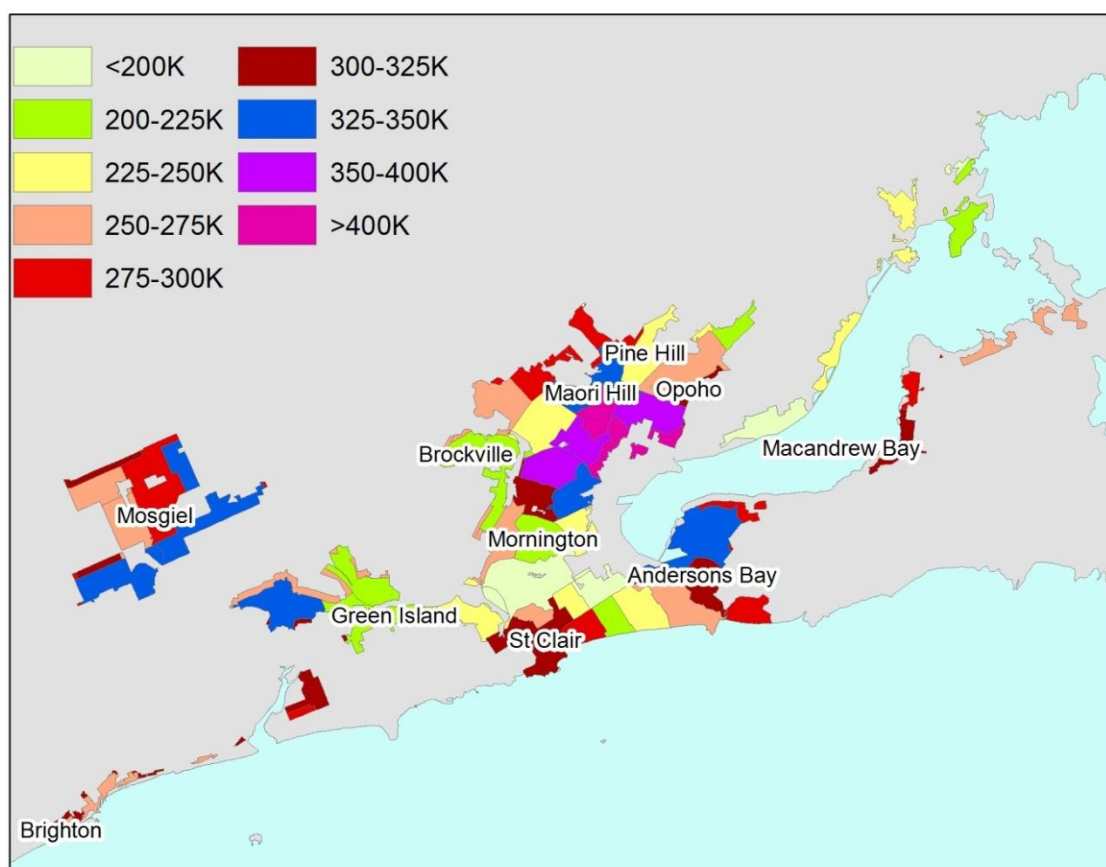 <200K
200-225K
225-250K
250-275K
275-300K
300-325K
325-350K
350-400K
>400K
Pine Hill
Maori Hill
Opoho
Brockville
Macandrew Bay
Mosgiel
Mornington
Andersons Bay
Green Island
St Clair
Brighton